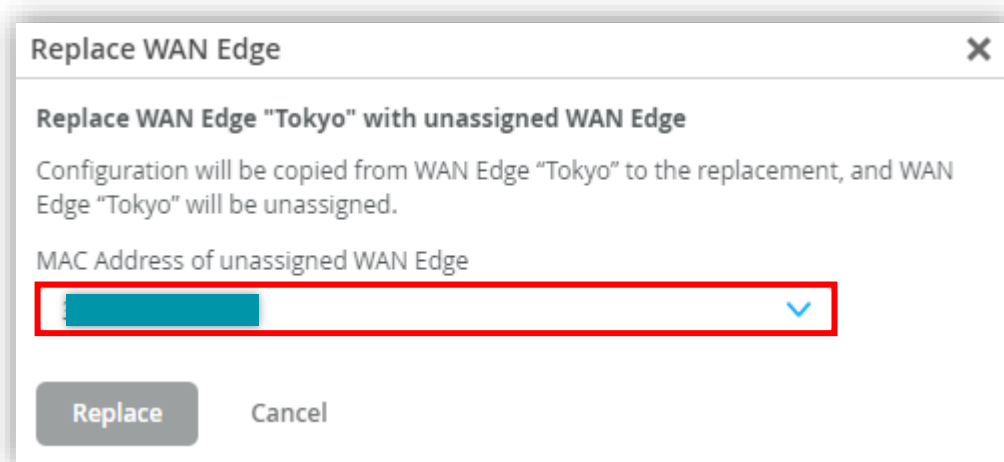 Replace WAN Edge
Replace WAN Edge "Tokyo" with unassigned WAN Edge
Configuration will be copied from WAN Edge “Tokyo” to the replacement, and WAN
Edge “Tokyo” will be unassigned.
MAC Address of unassigned WAN Edge
Replace Cancel